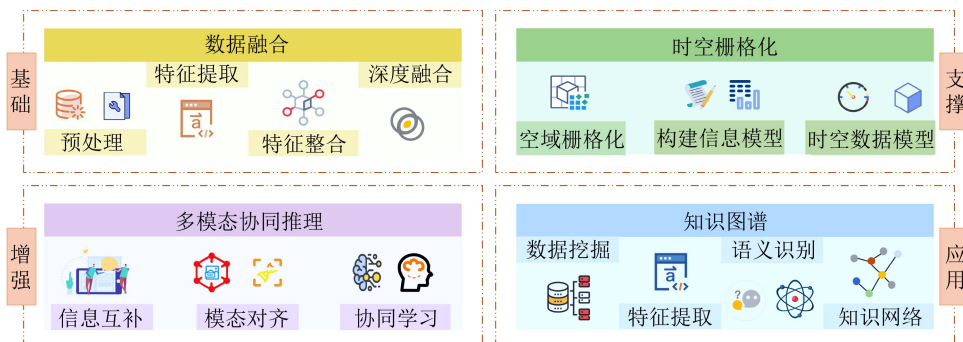 基础
数据融合
特征提取
深度融合
预处理
特征整合
a
</>
支撑
时空栅格化
空域栅格化
构建信息模型
时空数据模型
增强
多模态协同推理
信息互补
模态对齐
协同学习
应用
知识图谱
数据挖掘
语义识别
a
</>
?
特征提取
知识网络